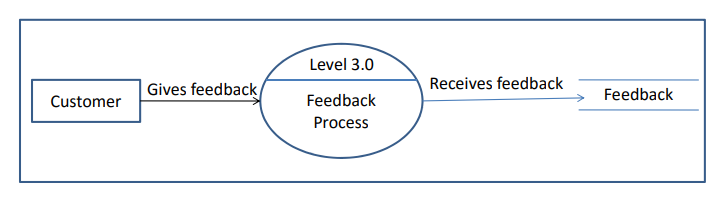 Level 3.0
Customer
Gives feedback
Feedback
Process
Receives feedback
Feedback